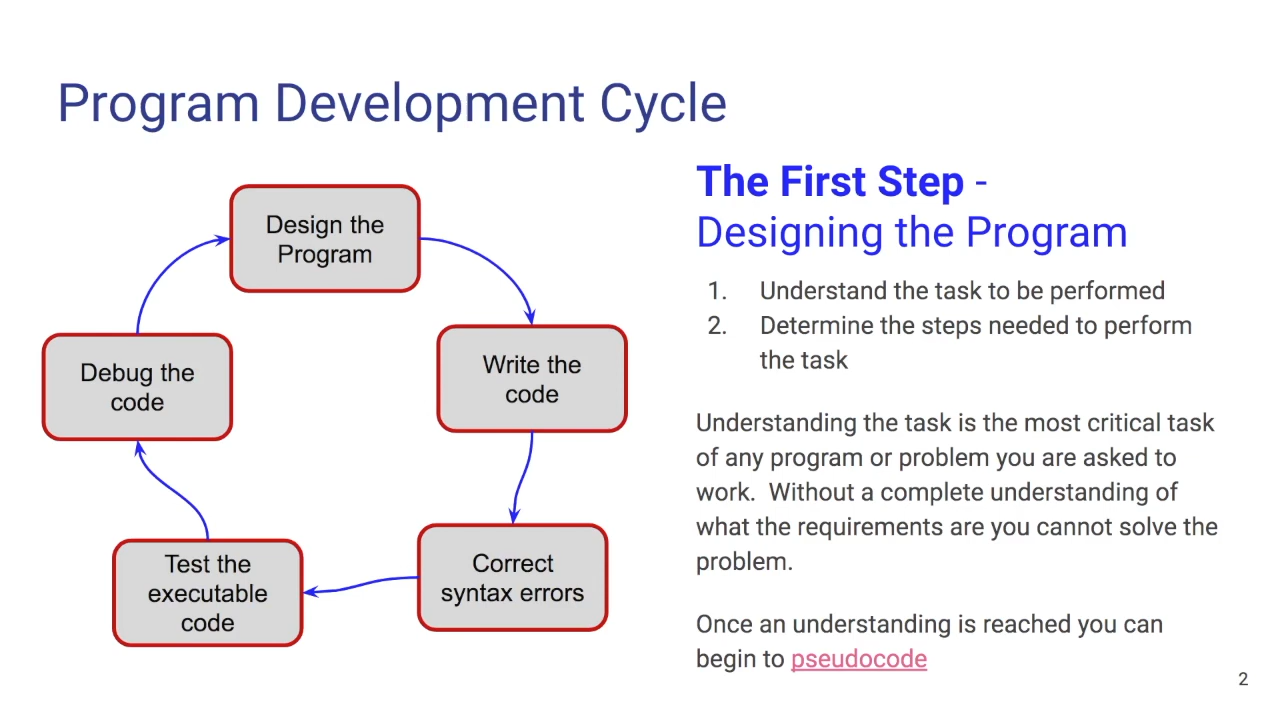 Program Development Cycle
Design the
Program
Write the
code
Correct
syntax errors
Test the
executable
code
Debug the
code
The First Step -
Designing the Program
1. Understand the task to be performed
2. Determine the steps needed to perform
the task
Understanding the task is the most critical task
of any program or problem you are asked to
work.  Without a complete understanding of
what the requirements are you cannot solve the
problem.
Once an understanding is reached you can
begin to pseudocode
2